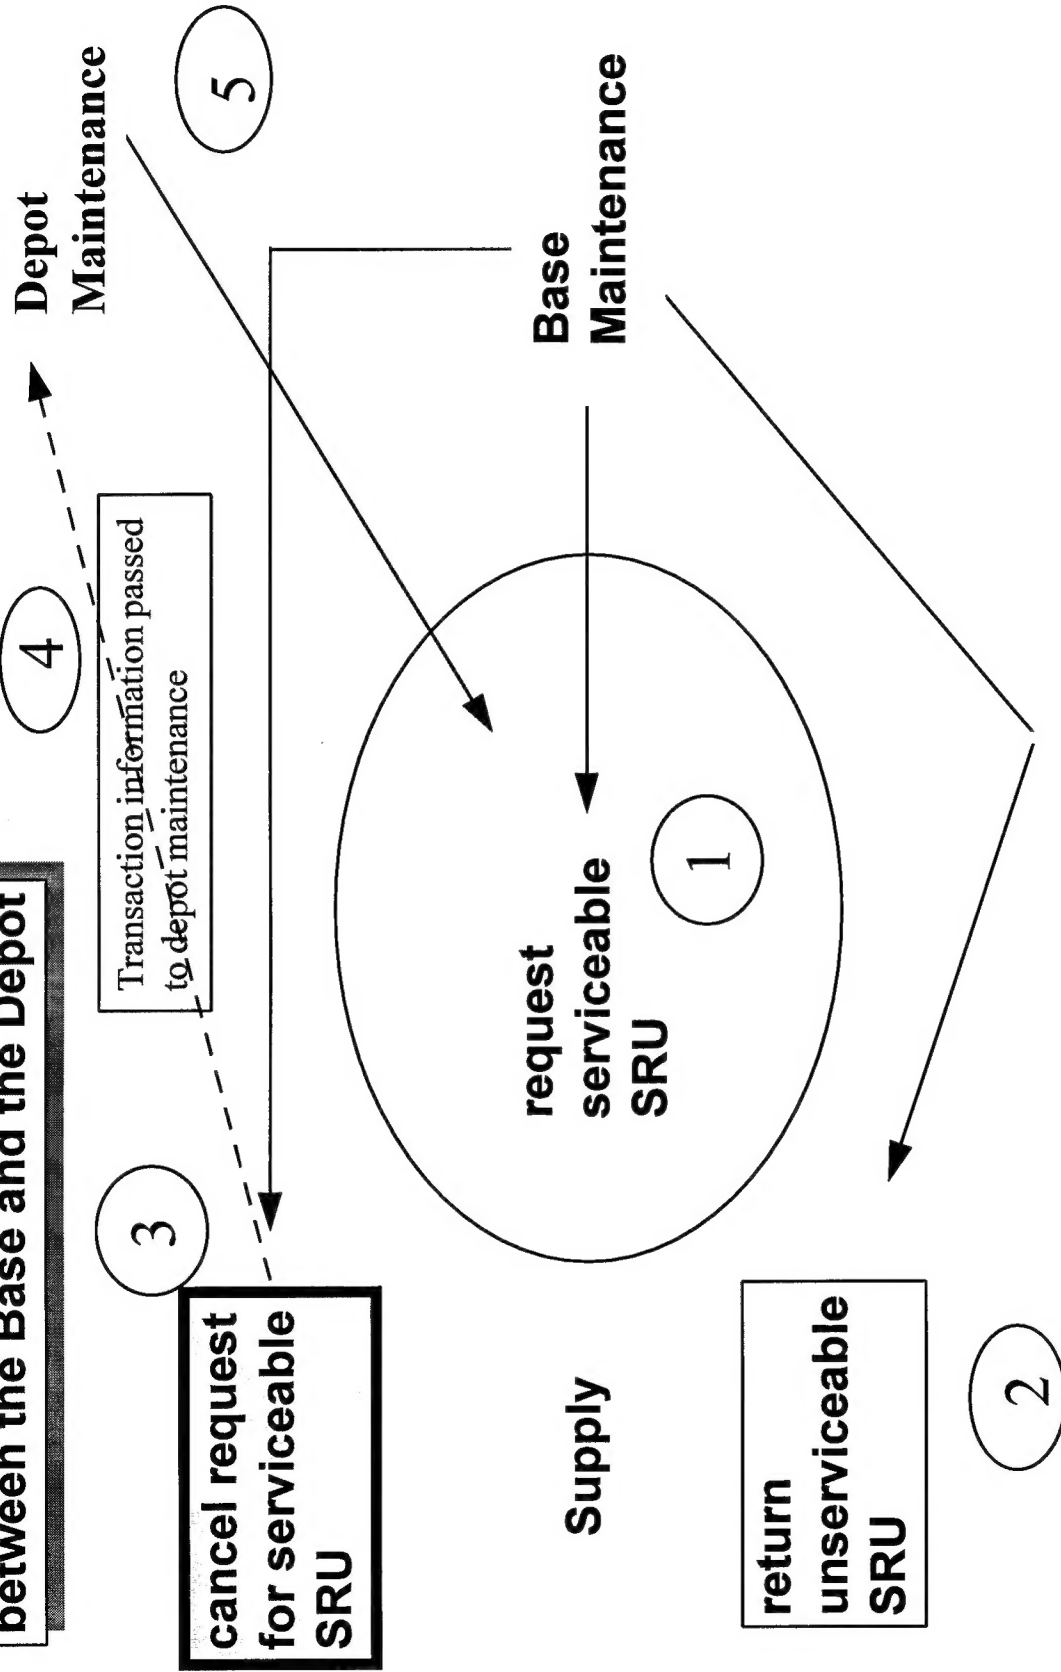 between the Base and the Depot
4
Depot
Maintenance
3
Transaction information passed
to depot maintenance
5
cancel request
for serviceable
SRU
Supply
request
serviceable
SRU
1
Base
Maintenance
return
unserviceable
SRU
2